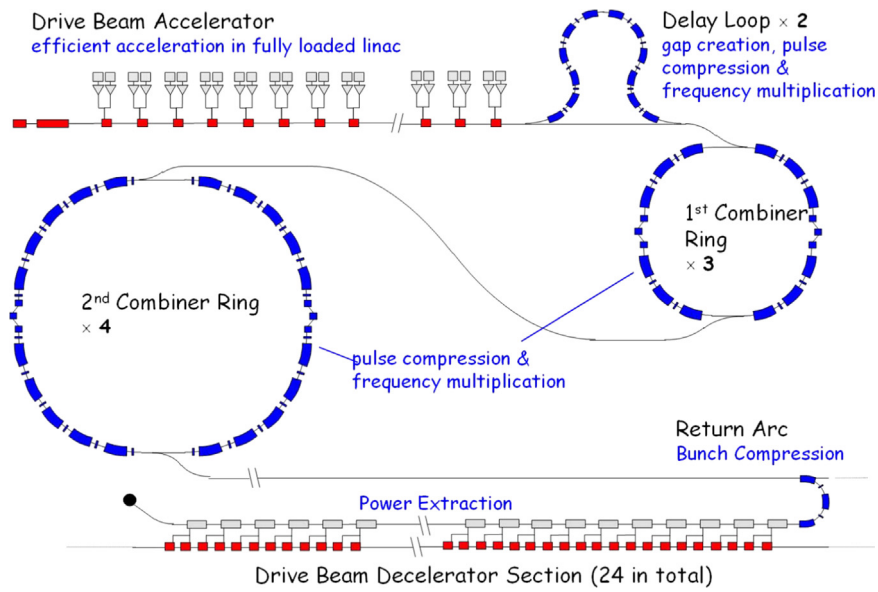 Drive Beam Accelerator
efficient acceleration in fully loaded linac
Delay Loop × 2
gap creation, pulse
compression &
frequency multiplication
1st Combiner
Ring
× 3
2nd Combiner Ring
× 4
pulse compression &
frequency multiplication
Return Arc
Bunch Compression
Power Extraction
Drive Beam Decelerator Section (24 in total)